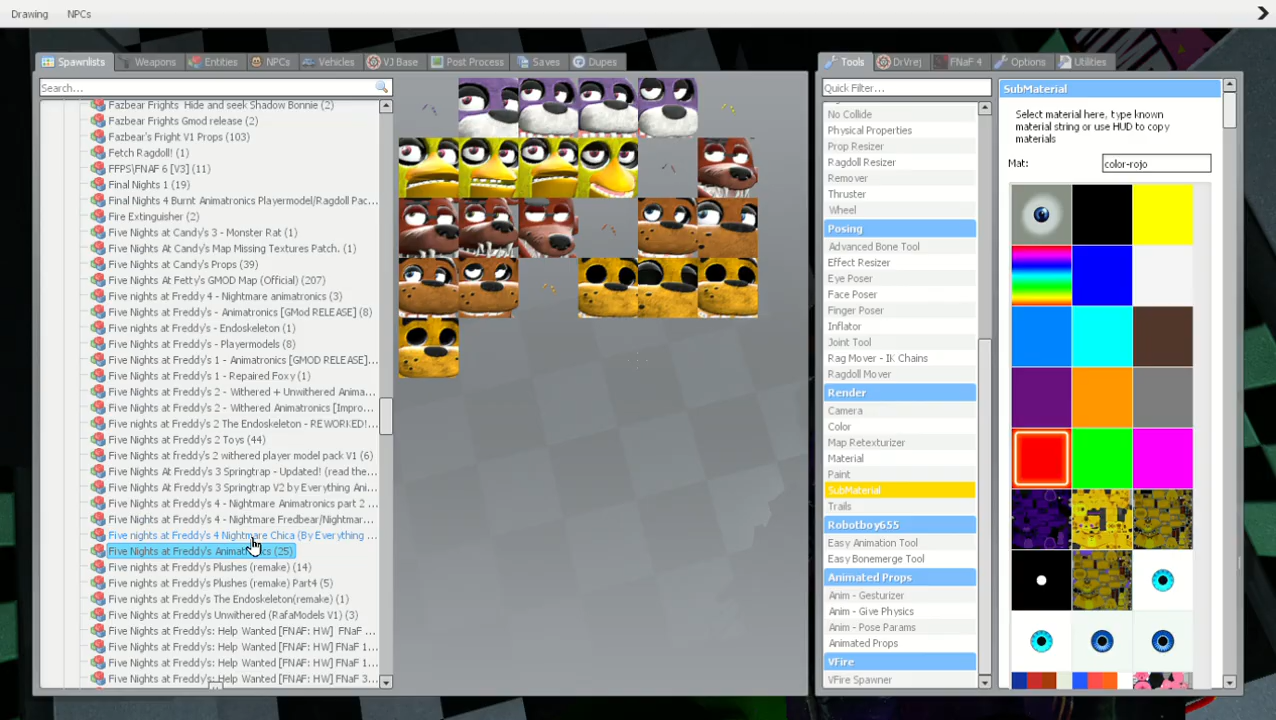 Drawing NPCs
Spawnlists Weapons Entities NPCs Vehicles VJ Base Post Process Saves Dupes
Search...
Fazbear Frights Hide and seek Shadow Bonnie (2)
Fazbear Frights Gmod release (2)
Fazbear's Fright V1 Props (103)
Fetch Ragdoll! (1)
FFPS\FNAF 6 [V3] (11)
Final Nights 1 (19)
Final Nights 4 Burnt Animatronics Playermodel/Ragdoll Pac...
Fire Extinguisher (2)
Five Nights at Candy's 3 - Monster Rat (1)
Five Nights At Candy's Map Missing Textures Patch. (1)
Five Nights at Candy's Props (39)
Five Nights At Fetty's GMOD Map (Official) (207)
Five nights at Freddy 4 - Nightmare animatronics (3)
Five Nights at Freddy's - Animatronics [GMod RELEASE] (8)
Five nights at Freddy's - Endoskeleton (1)
Five nights at Freddy's - Playermodels (8)
Five Nights at Freddy's 1 - Animatronics [GMOD RELEASE]...
Five Nights at Freddy's 1 - Repaired Foxy (1)
Five Nights at Freddy's 2 - Withered + Unwithered Anima...
Five Nights at Freddy's 2 - Withered Animatronics [Impro...
Five Nights at Freddy's 2 The Endoskeleton - REWORKED!...
Five Nights at Freddy's 2 Toys (44)
Five Nights at freddy's 2 withered player model pack V1 (6)
Five Nights At Freddy's 3 Springtrap - Updated! (read the...
Five Nights at Freddy's 3 Springtrap V2 by Everything Ani...
Five Nights at Freddy's 4 - Nightmare Animatronics part 2 ...
Five Nights at Freddy's 4 - Nightmare Fredbear/Nightmar...
Five nights at Freddy's 4 Nightmare Chica (By Everything ...
Five Nights at Freddy's Animatronics (25)
Five nights at Freddy's Plushes (remake) (14)
Five nights at Freddy's Plushes (remake) Part4 (5)
Five nights at Freddy's The Endoskeleton(remake) (1)
Five Nights at Freddy's Unwithered (RafaModels V1) (3)
Five Nights at Freddy's: Help Wanted [FNAF: HW] FNaF ...
Five Nights at Freddy's: Help Wanted [FNAF: HW] FNaF 1...
Five Nights at Freddy's: Help Wanted [FNAF: HW] FNaF 1...
Five Nights at Freddy's: Help Wanted [FNAF: HW] FNaF 3...
Tools DrVrej FNaF 4 Options Utilities
Quick Filter...
No Collide
Physical Properties
Prop Resizer
Ragdoll Resizer
Remover
Thruster
Wheel
Posing
Advanced Bone Tool
Effect Resizer
Eye Poser
Face Poser
Finger Poser
Inflator
Joint Tool
Rag Mover - IK Chains
Ragdoll Mover
Render
Camera
Color
Map Retexturizer
Material
Paint
SubMaterial
Trails
Robotboy655
Easy Animation Tool
Easy Bonemerge Tool
Animated Props
Anim - Gesturizer
Anim - Give Physics
Anim - Pose Params
Animated Props
VFire
VFire Spawner
SubMaterial
Select material here, type known
material string or use HUD to copy
materials
Mat: color-rojo